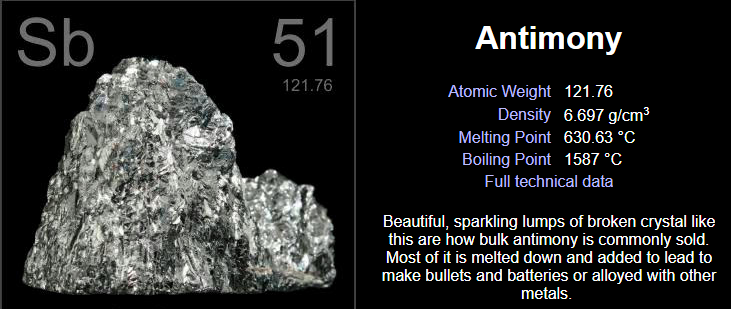 Sb 51
121.76
Antimony
Atomic Weight 121.76
Density 6.697 g/cm³
Melting Point 630.63 °C
Boiling Point 1587 °C
Full technical data
Beautiful, sparkling lumps of broken crystal like
this are how bulk antimony is commonly sold.
Most of it is melted down and added to lead to
make bullets and batteries or alloyed with other
metals.